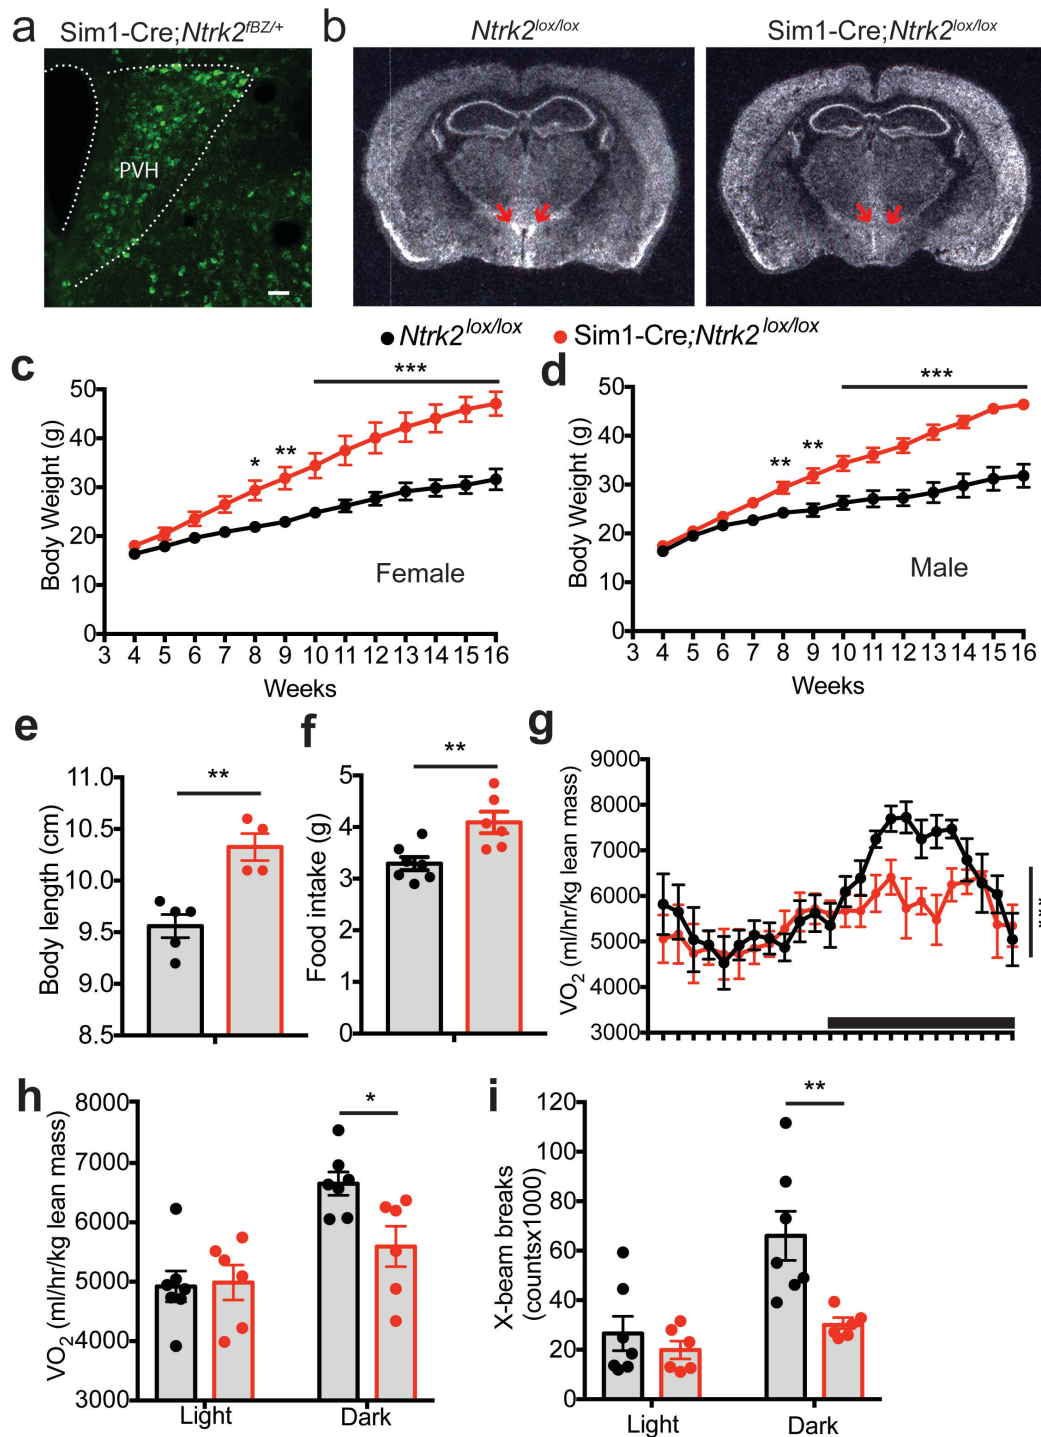 a Sim1-Cre;Ntrk2fBZ/+
PVH
b Ntrk2lox/lox Sim1-Cre;Ntrk2lox/lox
Ntrk2lox/lox Sim1-Cre;Ntrk2lox/lox
c
***
Body Weight (g)
50
40
30
20
10
0
* **
Female
3 4 5 6 7 8 9 10 11 12 13 14 15 16
Weeks
d
***
Body Weight (g)
50
40
30
20
10
0
** **
Male
3 4 5 6 7 8 9 10 11 12 13 14 15 16
Weeks
e
**
Body length (cm)
11.0
10.5
10.0
9.5
9.0
8.5
f
**
Food intake (g)
5
4
3
2
1
0
g
VO2 (ml/hr/kg lean mass)
9000
8000
7000
6000
5000
4000
3000
****
h
*
VO2 (ml/hr/kg lean mass)
8000
7000
6000
5000
4000
3000
Light Dark
i
**
X-beam breaks
(countsx1000)
120
100
80
60
40
20
0
Light Dark